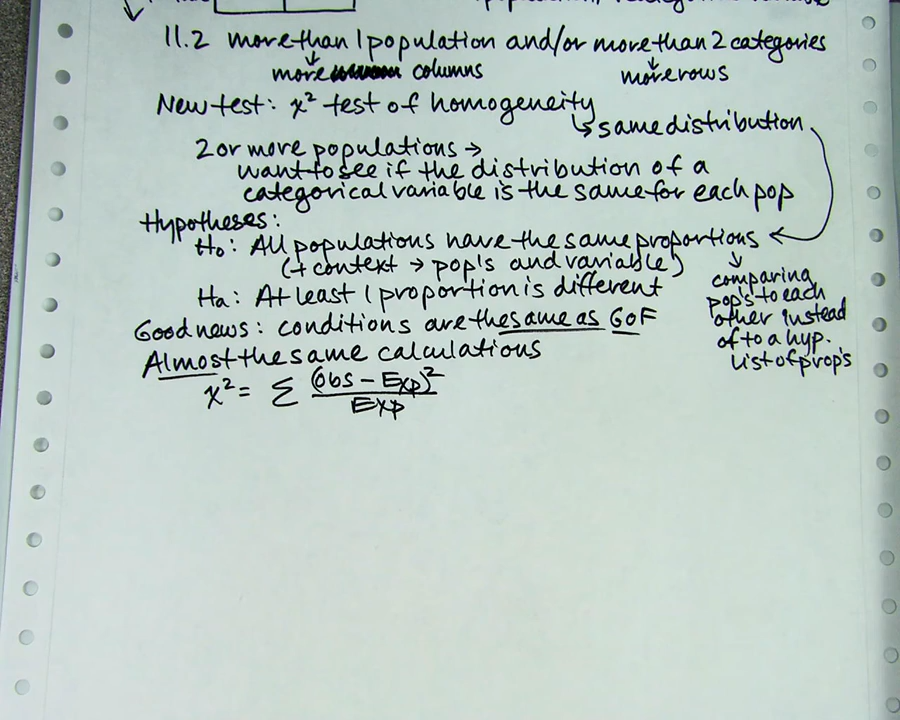 11.2 more than 1 population and/or more than 2 categories
↓ ↓
more columns more rows
New test: χ² test of homogeneity
↳ same distribution
2 or more populations →
want to see if the distribution of a
categorical variable is the same for each pop
Hypotheses:
Ho: All populations have the same proportions ←
(+ context → pop's and variable)
Ha: At least 1 proportion is different
↓
comparing
pop's to each
other instead
of to a hyp.
list of prop's
Good news: conditions are the same as GoF
Almost the same calculations
χ² = Σ (Obs - Exp)² / Exp